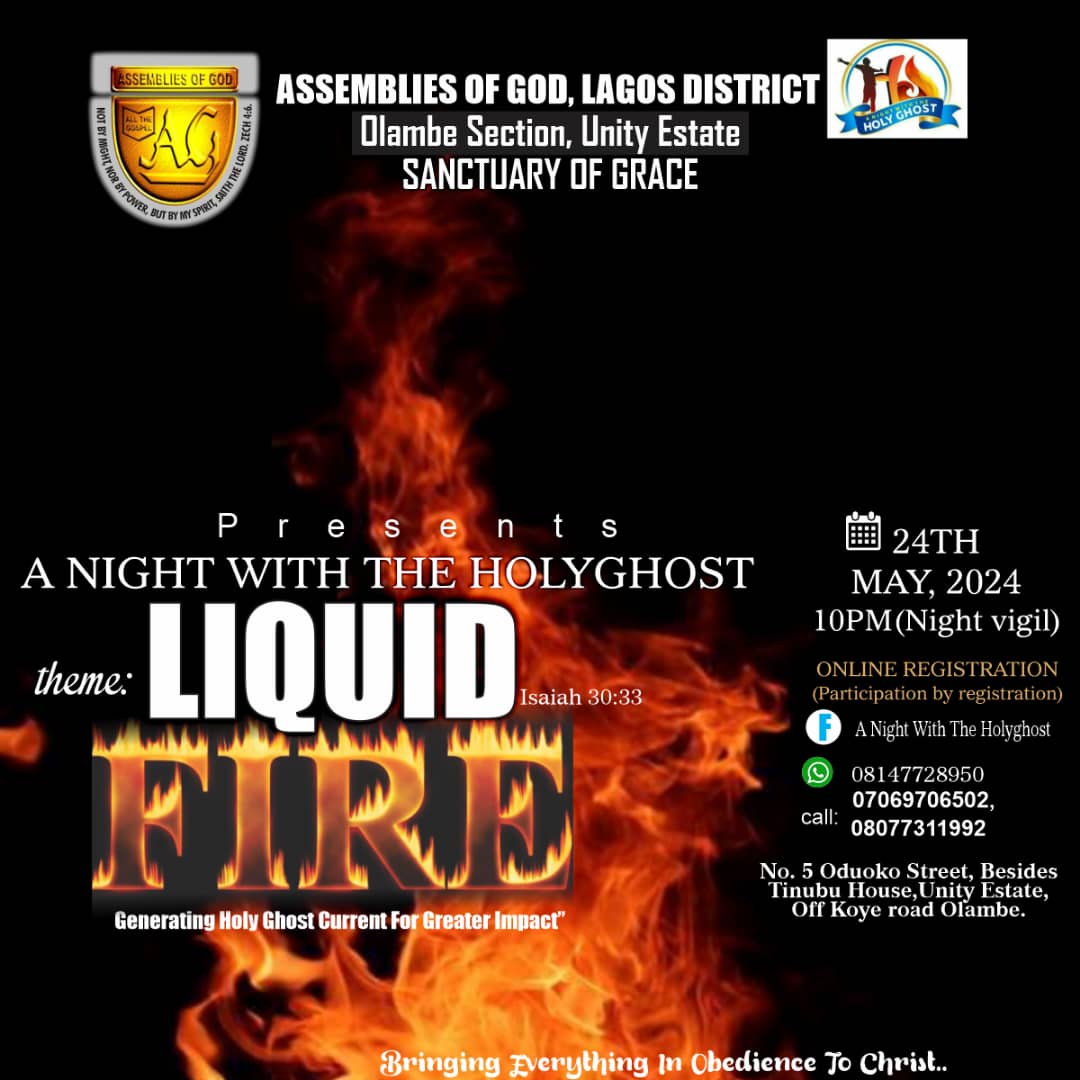 ASSEMBLIES OF GOD
ALL THE
GOSPEL
AG
NOT BY MIGHT, NOR BY POWER, BUT BY MY SPIRIT, SAITH THE LORD. ZECH 4:6.
ASSEMBLIES OF GOD, LAGOS DISTRICT
Olambe Section, Unity Estate
SANCTUARY OF GRACE
HS
A NIGHT WITH THE
HOLY GHOST
Presents
A NIGHT WITH THE HOLYGHOST
theme: LIQUID
Isaiah 30:33
FIRE
Generating Holy Ghost Current For Greater Impact”
24TH
MAY, 2024
10PM(Night vigil)
ONLINE REGISTRATION
(Participation by registration)
A Night With The Holyghost
08147728950
call: 07069706502,
08077311992
No. 5 Oduoko Street, Besides
Tinubu House,Unity Estate,
Off Koye road Olambe.
Bringing Everything In Obedience To Christ..